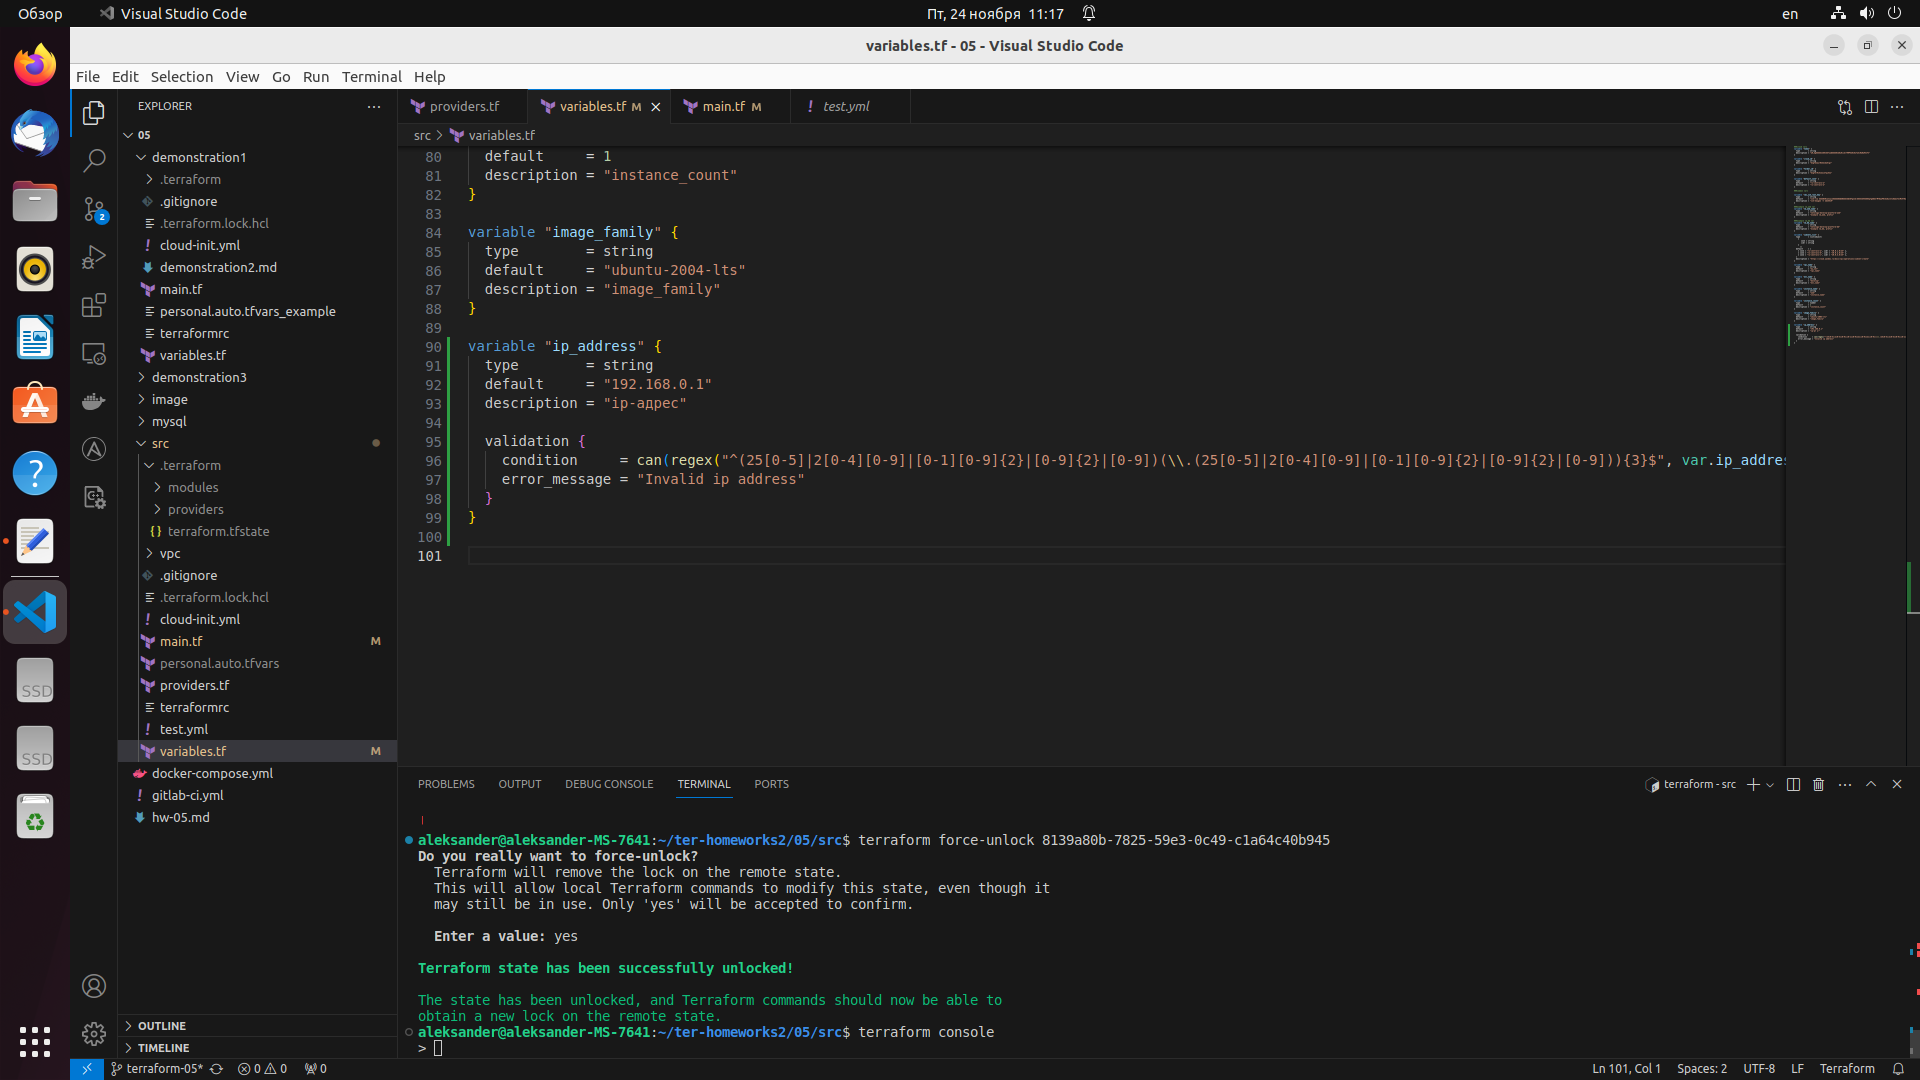 Обзор
Visual Studio Code
Пт, 24 ноября 11:17
en
variables.tf - 05 - Visual Studio Code
File Edit Selection View Go Run Terminal Help
EXPLORER
05
demonstration1
.terraform
.gitignore
.terraform.lock.hcl
cloud-init.yml
demonstration2.md
main.tf
personal.auto.tfvars_example
terraformrc
variables.tf
demonstration3
image
mysql
src
.terraform
modules
providers
terraform.tfstate
vpc
.gitignore
.terraform.lock.hcl
cloud-init.yml
main.tf M
personal.auto.tfvars
providers.tf
terraformrc
test.yml
variables.tf M
docker-compose.yml
gitlab-ci.yml
hw-05.md
OUTLINE
TIMELINE
2
SSD
SSD
providers.tf
variables.tf M
main.tf M
test.yml
src > variables.tf
80 default = 1
81 description = "instance_count"
82 }
83
84 variable "image_family" {
85 type = string
86 default = "ubuntu-2004-lts"
87 description = "image_family"
88 }
89
90 variable "ip_address" {
91 type = string
92 default = "192.168.0.1"
93 description = "ip-адрес"
94
95 validation {
96 condition = can(regex("^(25[0-5]|2[0-4][0-9]|[0-1][0-9]{2}|[0-9]{2}|[0-9])(\\.(25[0-5]|2[0-4][0-9]|[0-1][0-9]{2}|[0-9]{2}|[0-9])){3}$", var.ip_addre
97 error_message = "Invalid ip address"
98 }
99 }
100
101
PROBLEMS OUTPUT DEBUG CONSOLE TERMINAL PORTS
terraform - src
aleksander@aleksander-MS-7641:~/ter-homeworks2/05/src$ terraform force-unlock 8139a80b-7825-59e3-0c49-c1a64c40b945
Do you really want to force-unlock?
Terraform will remove the lock on the remote state.
This will allow local Terraform commands to modify this state, even though it
may still be in use. Only 'yes' will be accepted to confirm.
Enter a value: yes
Terraform state has been successfully unlocked!
The state has been unlocked, and Terraform commands should now be able to
obtain a new lock on the remote state.
aleksander@aleksander-MS-7641:~/ter-homeworks2/05/src$ terraform console
>
terraform-05* 0 0 0
Ln 101, Col 1 Spaces: 2 UTF-8 LF Terraform